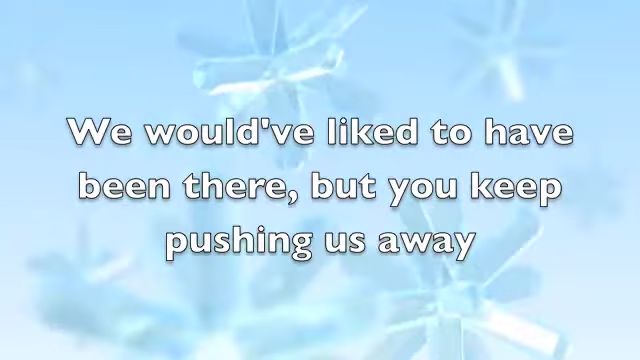 We would've liked to have
been there, but you keep
pushing us away